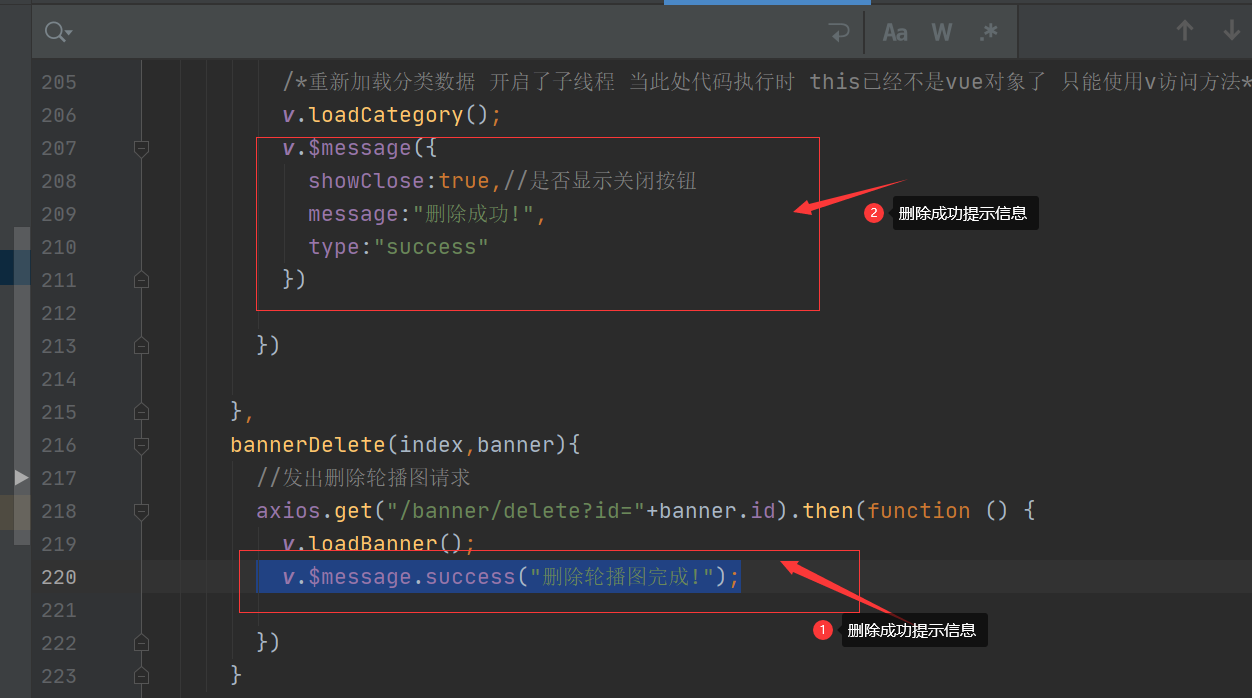 Aa W .*
205 /*重新加载分类数据 开启了子线程 当此处代码执行时 this已经不是vue对象了 只能使用v访问方法*
206 v.loadCategory();
207 v.$message({
208 showClose:true,//是否显示关闭按钮
209 message:"删除成功!",
210 type:"success"
211 })
212
213 })
214
215 },
216 bannerDelete(index,banner){
217 //发出删除轮播图请求
218 axios.get("/banner/delete?id="+banner.id).then(function () {
219 v.loadBanner();
220 v.$message.success("删除轮播图完成!");
221
222 })
223 }
2 删除成功提示信息
1 删除成功提示信息